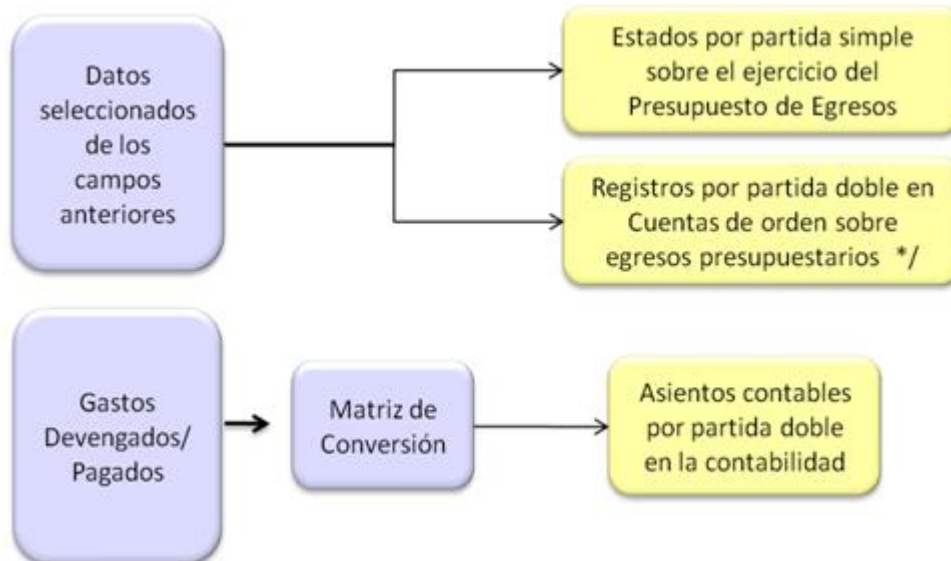 Datos
seleccionados
de los
campos
anteriores
Estados por partida simple
sobre el ejercicio del
Presupuesto de Egresos
Registros por partida doble en
Cuentas de orden sobre
egresos presupuestarios */
Gastos
Devengados/
Pagados
Matriz de
Conversión
Asientos contables
por partida doble
en la contabilidad